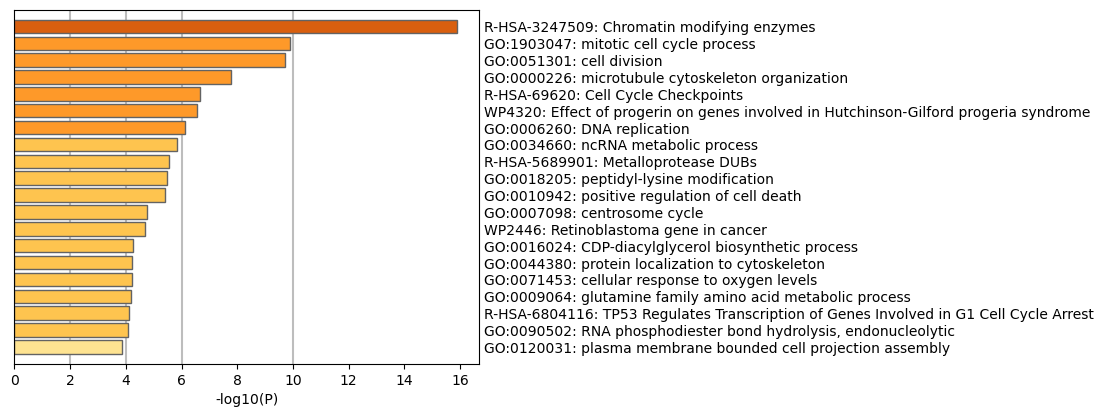 R-HSA-3247509: Chromatin modifying enzymes
GO:1903047: mitotic cell cycle process
GO:0051301: cell division
GO:0000226: microtubule cytoskeleton organization
R-HSA-69620: Cell Cycle Checkpoints
WP4320: Effect of progerin on genes involved in Hutchinson-Gilford progeria syndrome
GO:0006260: DNA replication
GO:0034660: ncRNA metabolic process
R-HSA-5689901: Metalloprotease DUBs
GO:0018205: peptidyl-lysine modification
GO:0010942: positive regulation of cell death
GO:0007098: centrosome cycle
WP2446: Retinoblastoma gene in cancer
GO:0016024: CDP-diacylglycerol biosynthetic process
GO:0044380: protein localization to cytoskeleton
GO:0071453: cellular response to oxygen levels
GO:0009064: glutamine family amino acid metabolic process
R-HSA-6804116: TP53 Regulates Transcription of Genes Involved in G1 Cell Cycle Arrest
GO:0090502: RNA phosphodiester bond hydrolysis, endonucleolytic
GO:0120031: plasma membrane bounded cell projection assembly
0 2 4 6 8 10 12 14 16
-log10(P)